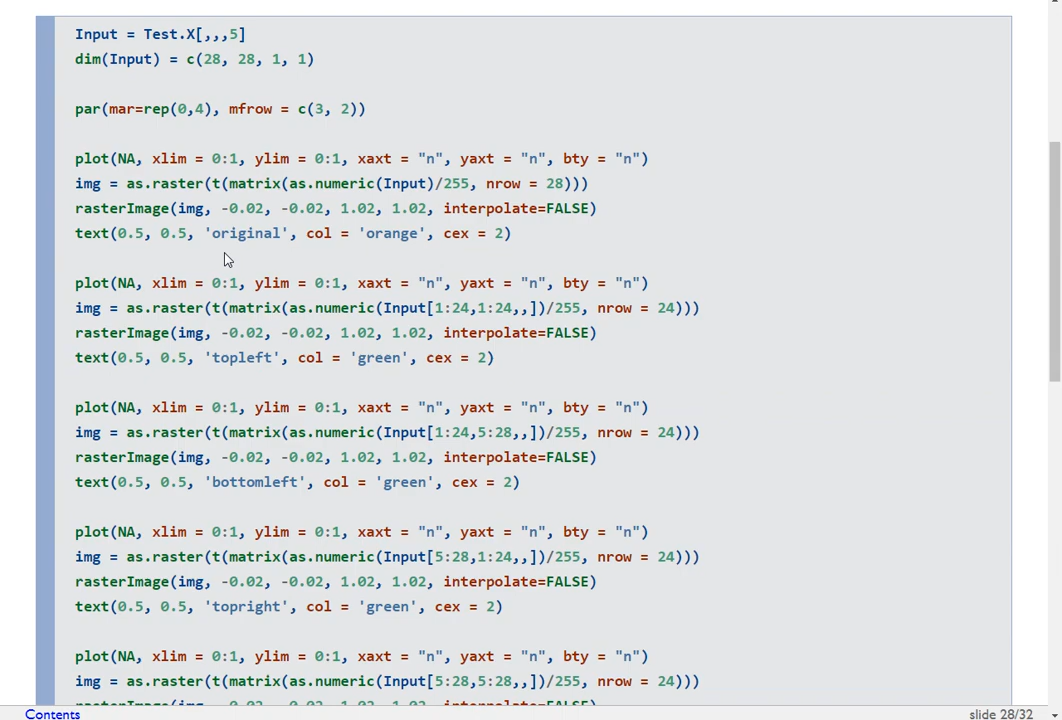 Input = Test.X[,,,5]
dim(Input) = c(28, 28, 1, 1)
par(mar=rep(0,4), mfrow = c(3, 2))
plot(NA, xlim = 0:1, ylim = 0:1, xaxt = "n", yaxt = "n", bty = "n")
img = as.raster(t(matrix(as.numeric(Input)/255, nrow = 28)))
rasterImage(img, -0.02, -0.02, 1.02, 1.02, interpolate=FALSE)
text(0.5, 0.5, 'original', col = 'orange', cex = 2)
plot(NA, xlim = 0:1, ylim = 0:1, xaxt = "n", yaxt = "n", bty = "n")
img = as.raster(t(matrix(as.numeric(Input[1:24,1:24,,])/255, nrow = 24)))
rasterImage(img, -0.02, -0.02, 1.02, 1.02, interpolate=FALSE)
text(0.5, 0.5, 'topleft', col = 'green', cex = 2)
plot(NA, xlim = 0:1, ylim = 0:1, xaxt = "n", yaxt = "n", bty = "n")
img = as.raster(t(matrix(as.numeric(Input[1:24,5:28,,])/255, nrow = 24)))
rasterImage(img, -0.02, -0.02, 1.02, 1.02, interpolate=FALSE)
text(0.5, 0.5, 'bottomleft', col = 'green', cex = 2)
plot(NA, xlim = 0:1, ylim = 0:1, xaxt = "n", yaxt = "n", bty = "n")
img = as.raster(t(matrix(as.numeric(Input[5:28,1:24,,])/255, nrow = 24)))
rasterImage(img, -0.02, -0.02, 1.02, 1.02, interpolate=FALSE)
text(0.5, 0.5, 'topright', col = 'green', cex = 2)
plot(NA, xlim = 0:1, ylim = 0:1, xaxt = "n", yaxt = "n", bty = "n")
img = as.raster(t(matrix(as.numeric(Input[5:28,5:28,,])/255, nrow = 24)))
Contents
slide 28/32